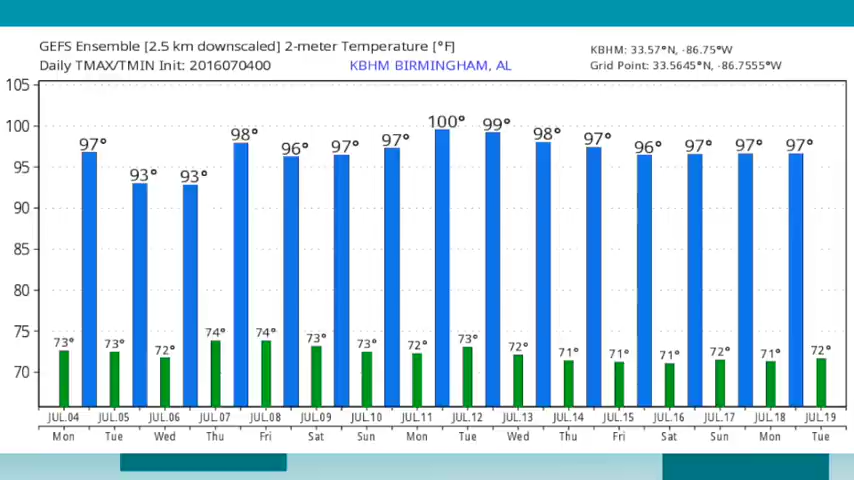 GEFS Ensemble [2.5 km downscaled] 2-meter Temperature [°F]
Daily TMAX/TMIN Init: 2016070400
KBHM BIRMINGHAM, AL
KBHM: 33.57°N, -86.75°W
Grid Point: 33.5645°N, -86.7555°W
105
100
95
90
85
80
75
70
97° 93° 93° 98° 96° 97° 97° 100° 99° 98° 97° 96° 97° 97° 97°
73° 73° 72° 74° 74° 73° 73° 72° 73° 72° 71° 71° 71° 72° 71° 72°
JUL.04 JUL.05 JUL.06 JUL.07 JUL.08 JUL.09 JUL.10 JUL.11 JUL.12 JUL.13 JUL.14 JUL.15 JUL.16 JUL.17 JUL.18 JUL.19
Mon Tue Wed Thu Fri Sat Sun Mon Tue Wed Thu Fri Sat Sun Mon Tue